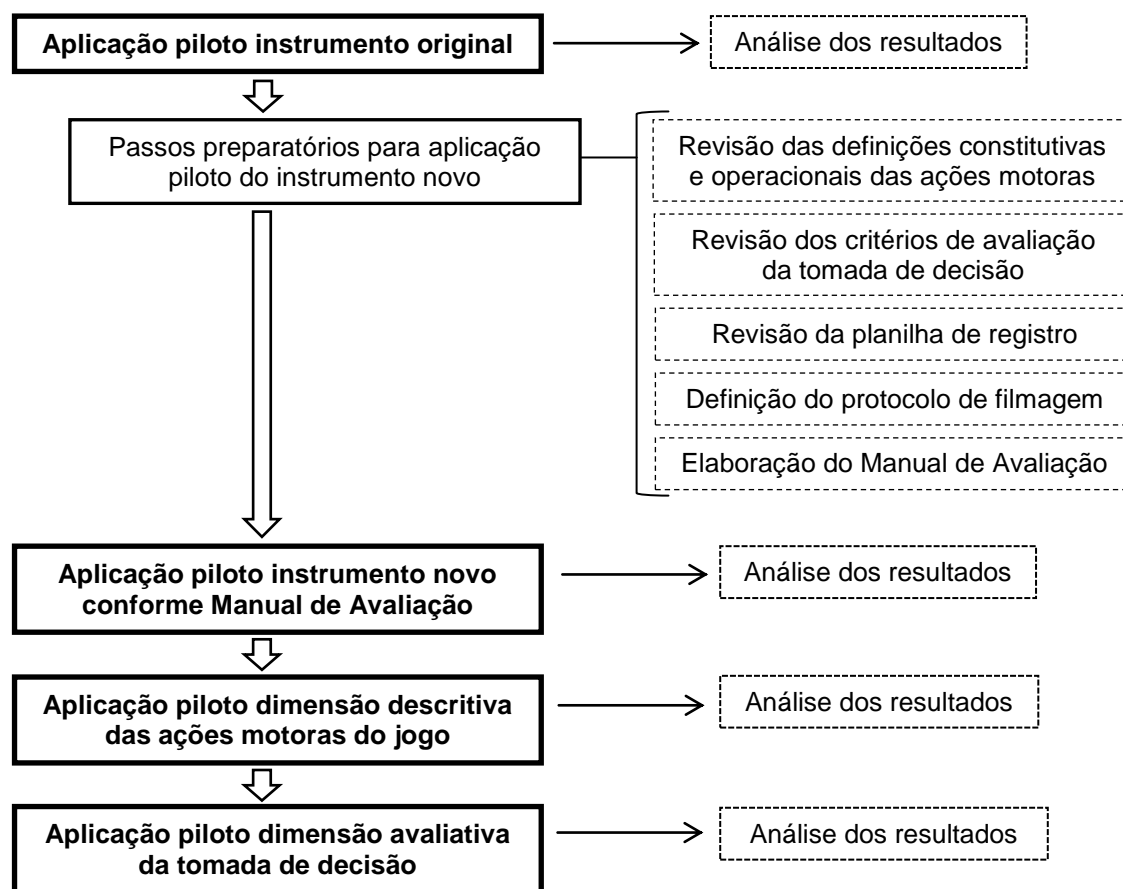 Aplicação piloto instrumento original
Análise dos resultados
Passos preparatórios para aplicação
piloto do instrumento novo
Revisão das definições constitutivas
e operacionais das ações motoras
Revisão dos critérios de avaliação
da tomada de decisão
Revisão da planilha de registro
Definição do protocolo de filmagem
Elaboração do Manual de Avaliação
Aplicação piloto instrumento novo
conforme Manual de Avaliação
Análise dos resultados
Aplicação piloto dimensão descritiva
das ações motoras do jogo
Análise dos resultados
Aplicação piloto dimensão avaliativa
da tomada de decisão
Análise dos resultados